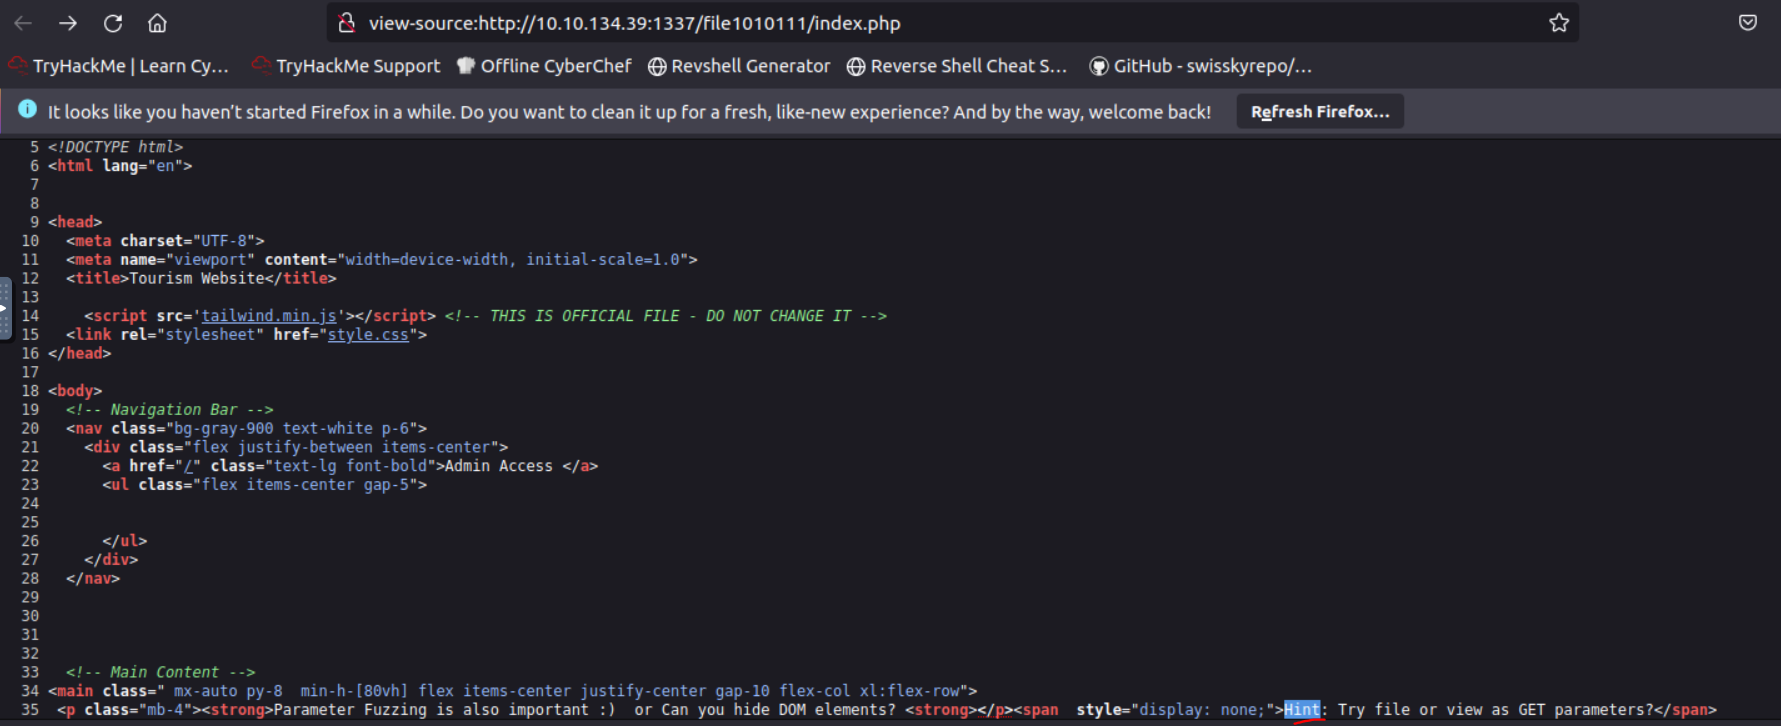 view-source:http://10.10.134.39:1337/file1010111/index.php
TryHackMe | Learn Cy... TryHackMe Support Offline CyberChef Revshell Generator Reverse Shell Cheat S... GitHub - swisskyrepo/...
It looks like you haven’t started Firefox in a while. Do you want to clean it up for a fresh, like-new experience? And by the way, welcome back! Refresh Firefox...
5 <!DOCTYPE html>
6 <html lang="en">
7
8
9 <head>
10 <meta charset="UTF-8">
11 <meta name="viewport" content="width=device-width, initial-scale=1.0">
12 <title>Tourism Website</title>
13
14 <script src='tailwind.min.js'></script> <!-- THIS IS OFFICIAL FILE - DO NOT CHANGE IT -->
15 <link rel="stylesheet" href="style.css">
16 </head>
17
18 <body>
19 <!-- Navigation Bar -->
20 <nav class="bg-gray-900 text-white p-6">
21 <div class="flex justify-between items-center">
22 <a href="/" class="text-lg font-bold">Admin Access </a>
23 <ul class="flex items-center gap-5">
24
25
26 </ul>
27 </div>
28 </nav>
29
30
31
32
33 <!-- Main Content -->
34 <main class=" mx-auto py-8  min-h-[80vh] flex items-center justify-center gap-10 flex-col xl:flex-row">
35 <p class="mb-4"><strong>Parameter Fuzzing is also important :)  or Can you hide DOM elements? <strong></p><span  style="display: none;">Hint: Try file or view as GET parameters?</span>